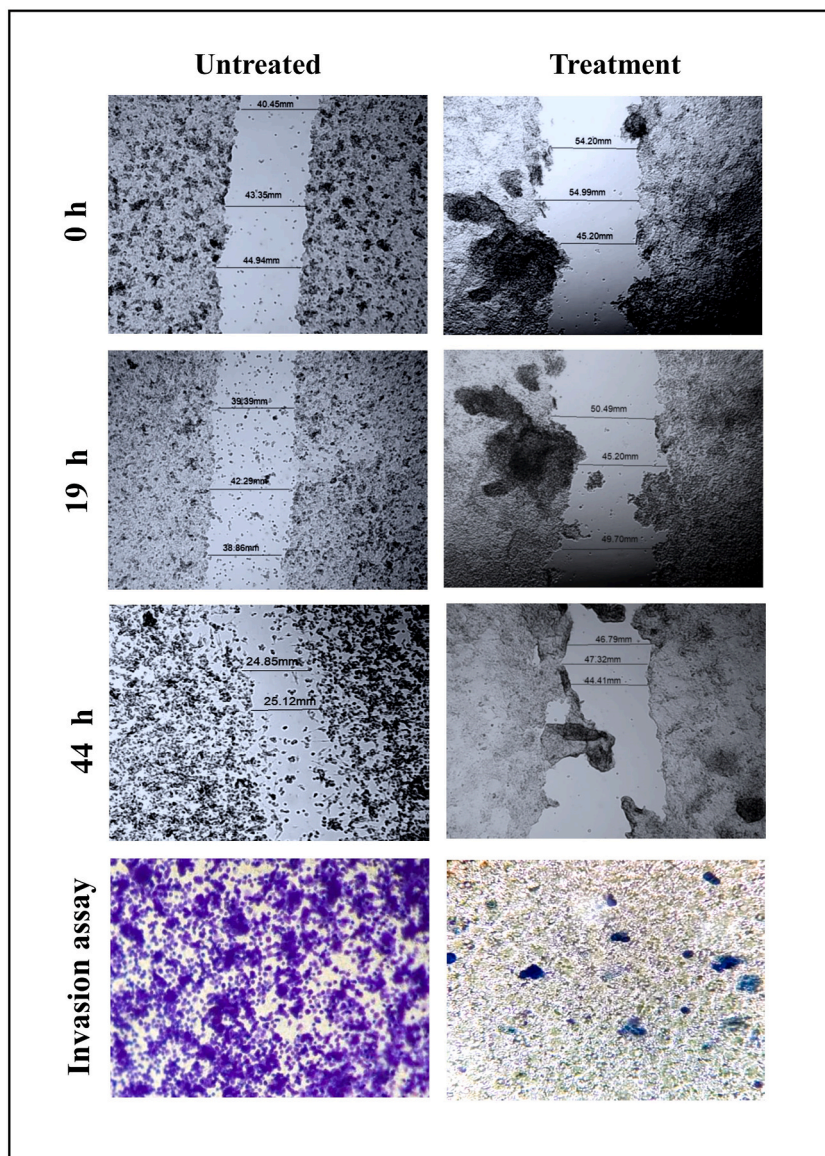 Untreated Treatment
0 h
40.45mm
43.35mm
44.94mm
54.20mm
54.99mm
45.20mm
19 h
39.39mm
42.29mm
38.86mm
50.49mm
45.20mm
49.70mm
44 h
24.85mm
25.12mm
46.79mm
47.32mm
44.41mm
Invasion assay